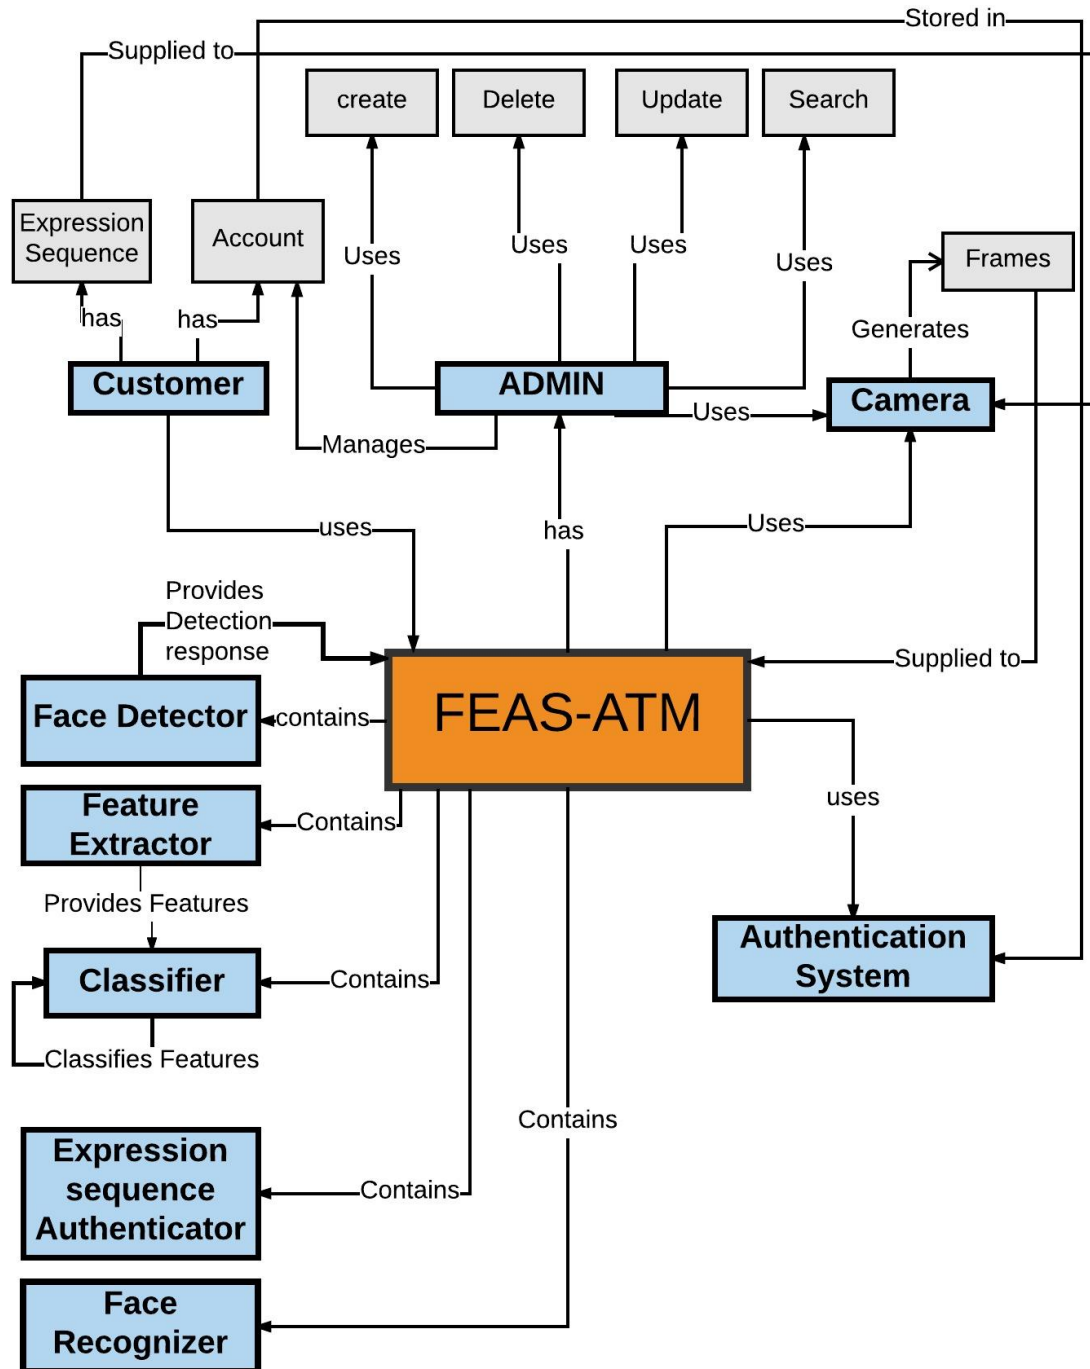 Stored in
Supplied to
create
Delete
Update
Search
Expression
Sequence
Account
Frames
Uses
Uses
Uses
Uses
has
has
Generates
Customer
ADMIN
Camera
Uses
Manages
uses
has
Uses
Provides
Detection
response
Supplied to
Face Detector
contains
FEAS-ATM
Feature
Extractor
Contains
uses
Provides Features
Authentication
System
Classifier
Contains
Classifies Features
Contains
Expression
sequence
Authenticator
Contains
Face
Recognizer